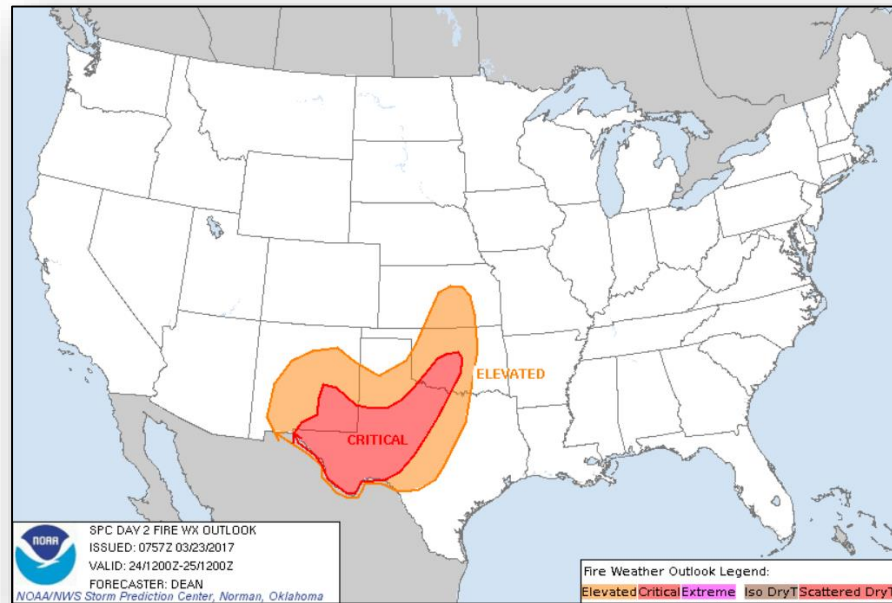 ELEVATED
CRITICAL
NOAA
SPC DAY 2 FIRE WX OUTLOOK
ISSUED: 0757Z 03/23/2017
VALID: 24/1200Z-25/1200Z
FORECASTER: DEAN
NOAA/NWS Storm Prediction Center, Norman, Oklahoma
Fire Weather Outlook Legend:
Elevated Critical Extreme Iso DryT Scattered DryT